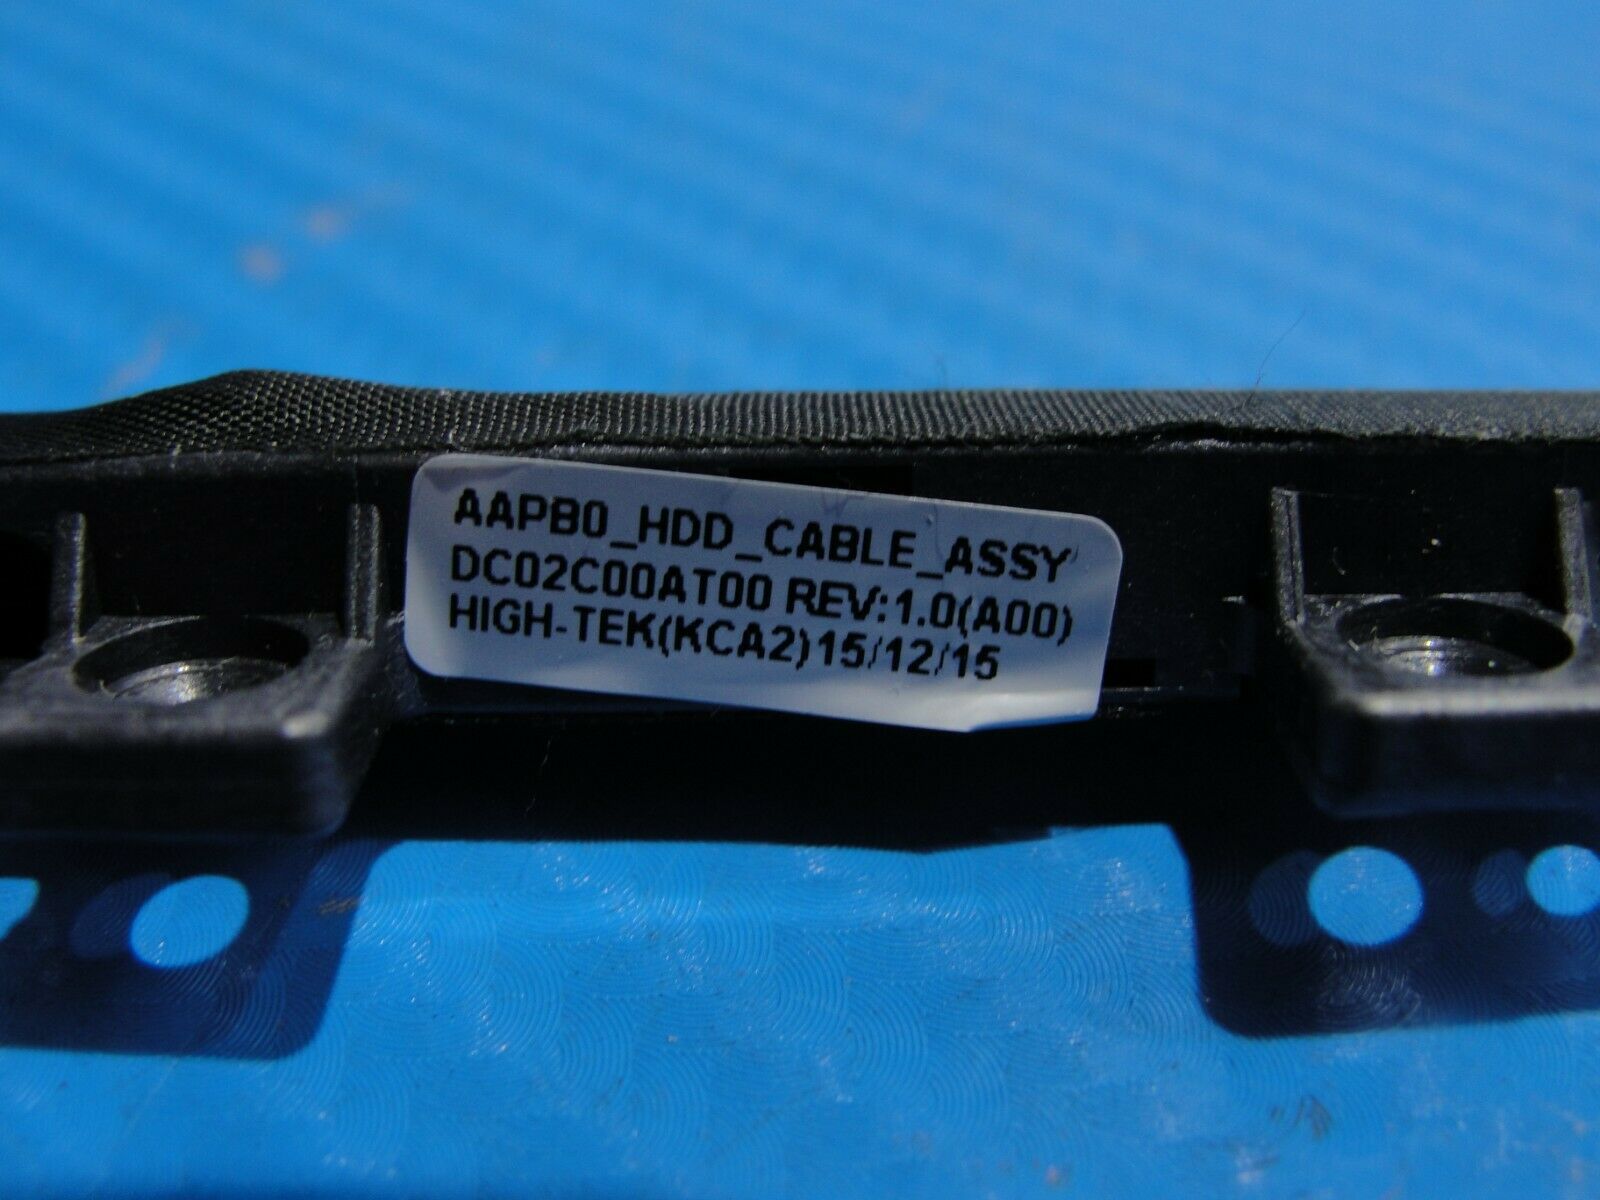 AAPB0_HDD_CABLE_ASSY
DC02C00AT00 REV:1.0(A00)
HIGH-TEK(KCA2)15/12/15